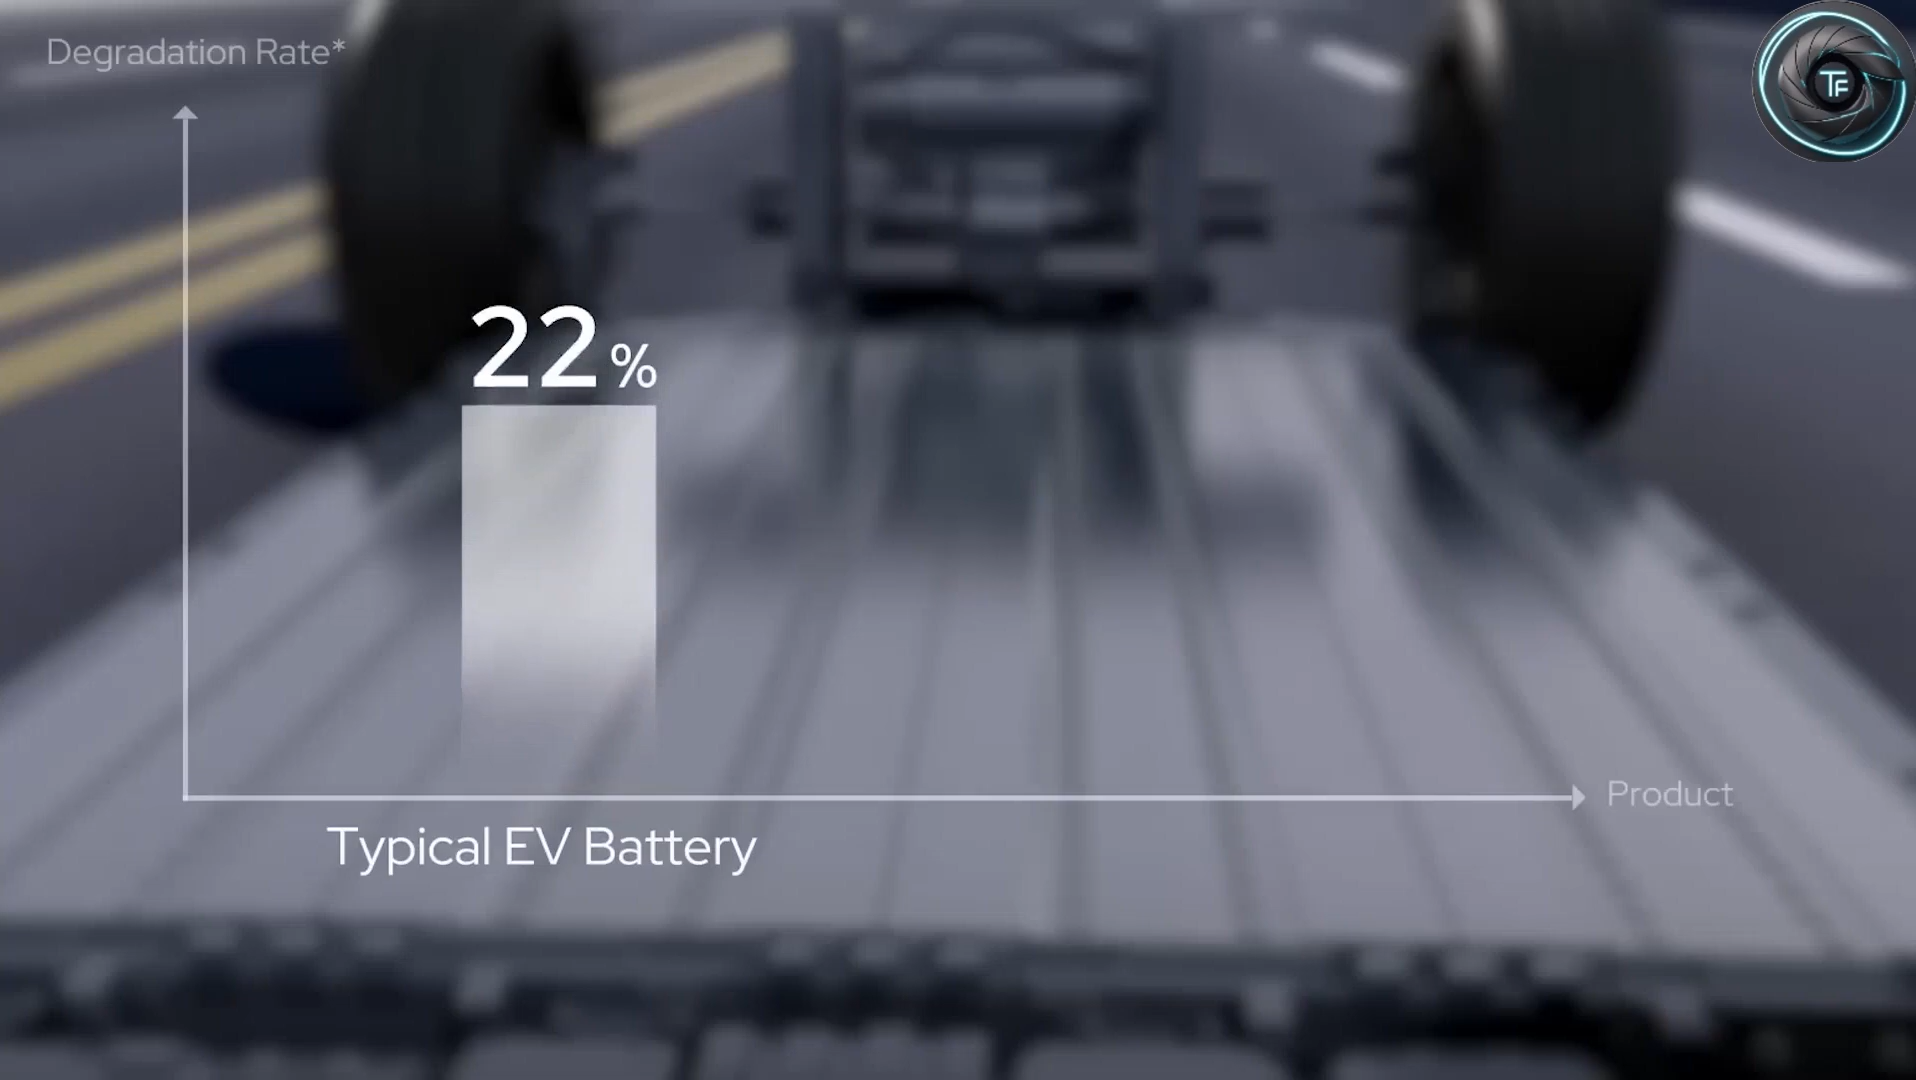 Degradation Rate*
TF
22%
Product
Typical EV Battery